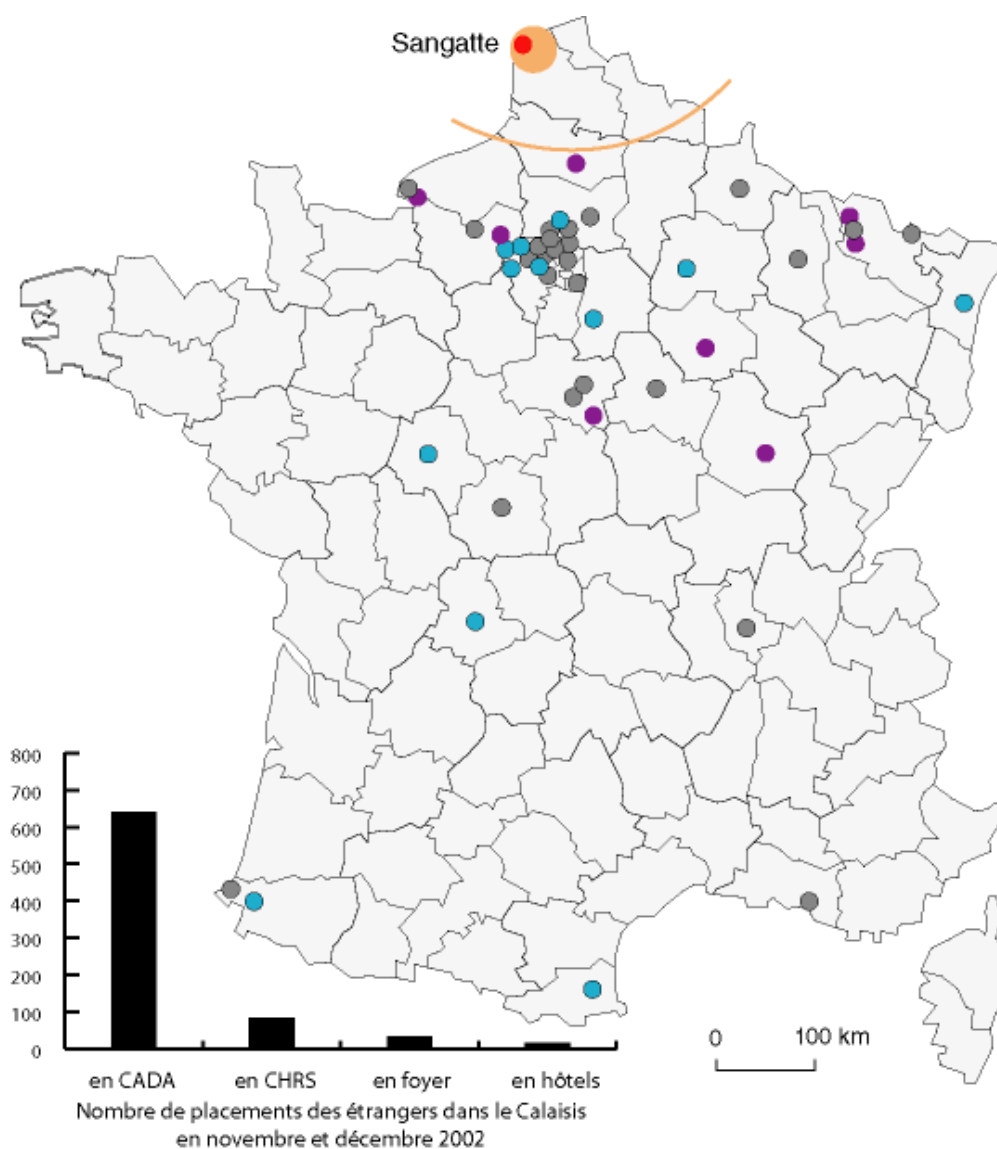 Sangatte
800
700
600
500
400
300
200
100
0
en CADA en CHRS en foyer en hôtels
Nombre de placements des étrangers dans le Calaisis
en novembre et décembre 2002
0 100 km